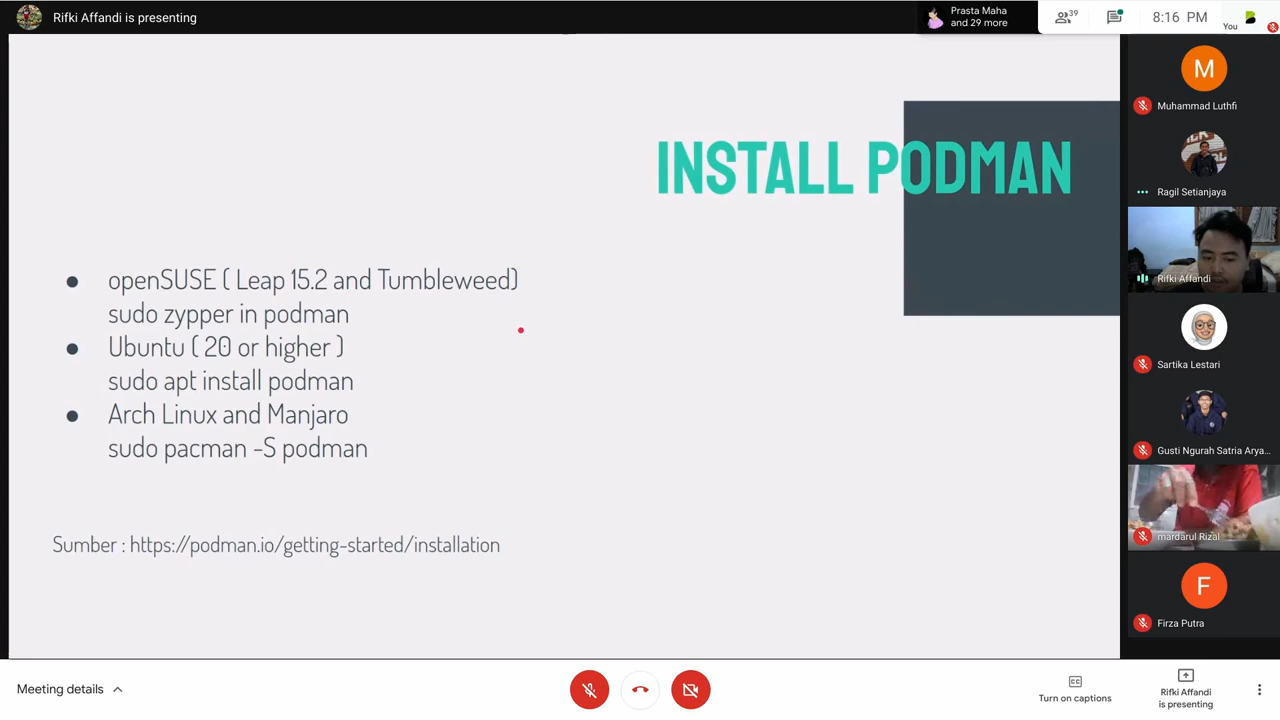 Rifki Affandi is presenting
Prasta Maha
and 29 more
39
8:16 PM
You
INSTALL PODMAN
● openSUSE ( Leap 15.2 and Tumbleweed)
sudo zypper in podman
● Ubuntu ( 20 or higher )
sudo apt install podman
● Arch Linux and Manjaro
sudo pacman -S podman
Sumber : https://podman.io/getting-started/installation
M
Muhammad Luthfi
Ragil Setianjaya
Rifki Affandi
Sartika Lestari
Gusti Ngurah Satria Arya...
mardarul Rizal
F
Firza Putra
Meeting details
Turn on captions
Rifki Affandi
is presenting